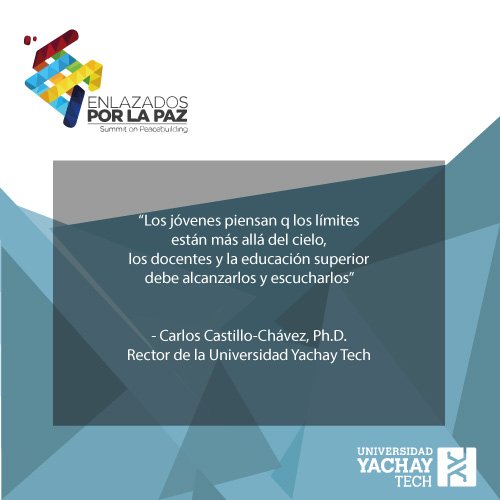 ENLAZADOS
POR LA PAZ
Summit on Peacebuilding
“Los jóvenes piensan q los límites
están más allá del cielo,
los docentes y la educación superior
debe alcanzarlos y escucharlos”
- Carlos Castillo-Chávez, Ph.D.
Rector de la Universidad Yachay Tech
UNIVERSIDAD
YACHAY
TECH